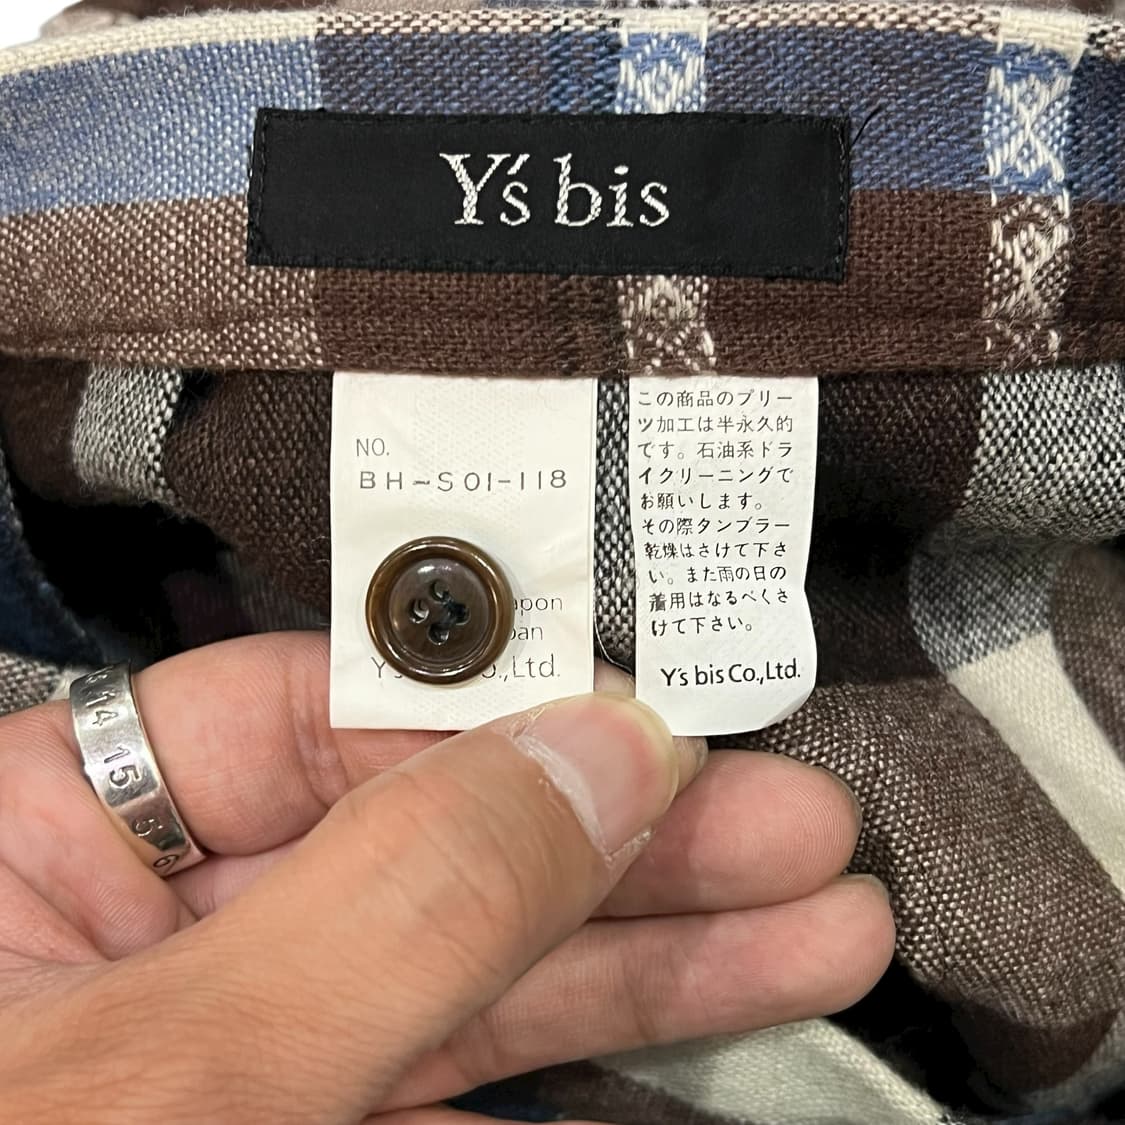 Y's bis
NO.
BH-S01-118
Co.,Ltd.
この商品のプリー
ツ加工は半永久的
です。石油系ドラ
イクリーニングで
お願いします。
その際タンブラー
乾燥はさけて下さ
い。また雨の日の
着用はなるべくさ
けて下さい。
Y's bis Co.,Ltd.
14 15 5 6